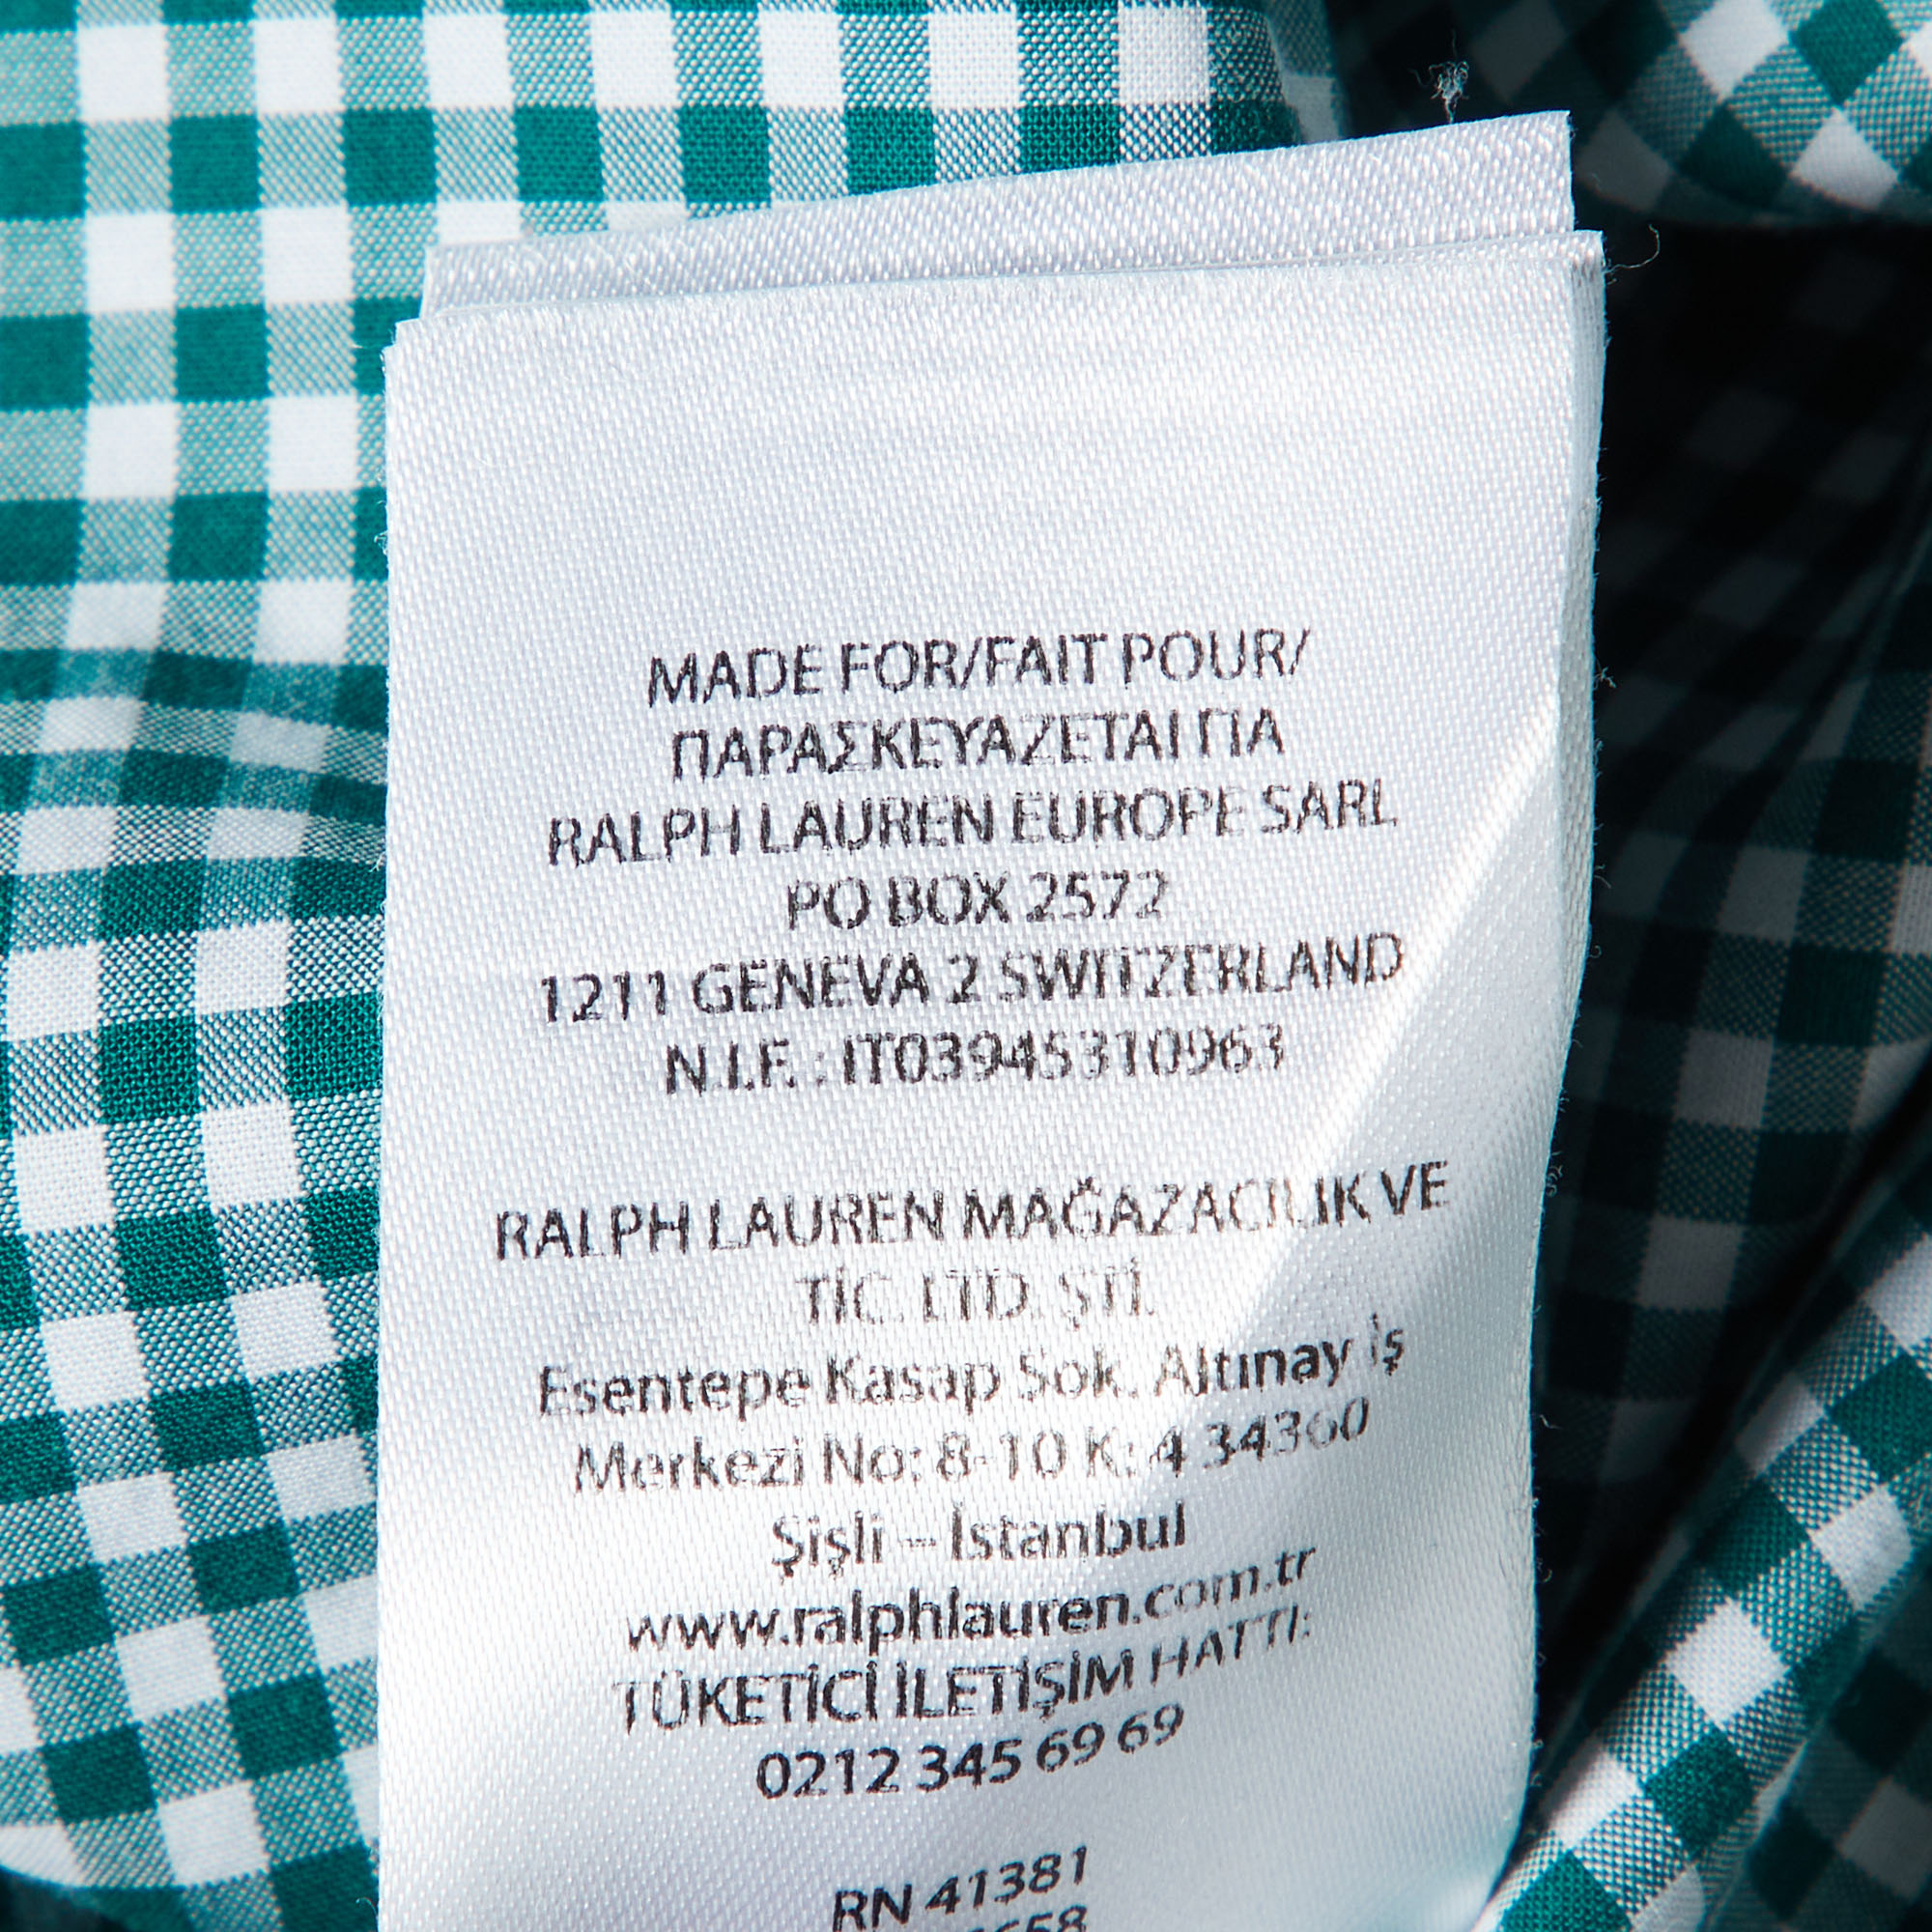 MADE FOR/FAIT POUR/
ΠΑΡΑΣΚΕΥΑΖΕΤΑΙ ΓΙΑ
RALPH LAUREN EUROPE SARL
PO BOX 2572
1211 GENEVA 2 SWITZERLAND
N.I.F. : IT03945310963
RALPH LAUREN MAĞAZACILIK VE
TİC. LTD. ŞTİ.
Esentepe Kasap Sok. Altınay İş
Merkezi No: 8-10 K: 4 34360
Şişli – İstanbul
www.ralphlauren.com.tr
TÜKETİCİ İLETİŞİM HATTI:
0212 345 69 69
RN 41381